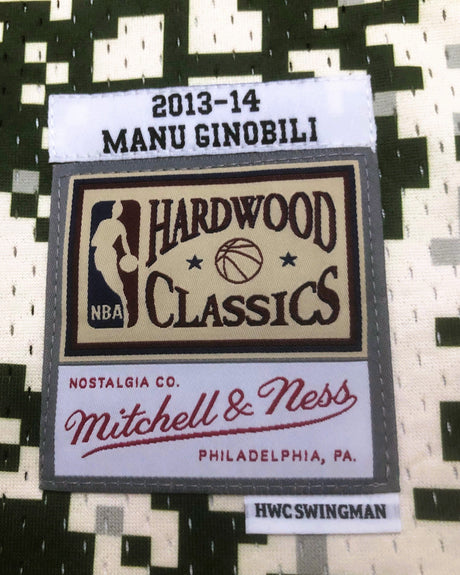 2013-14
MANU GINOBILI
HARDWOOD
NBA
CLASSICS
NOSTALGIA CO.
Mitchell & Ness
PHILADELPHIA, PA.
HWC SWINGMAN